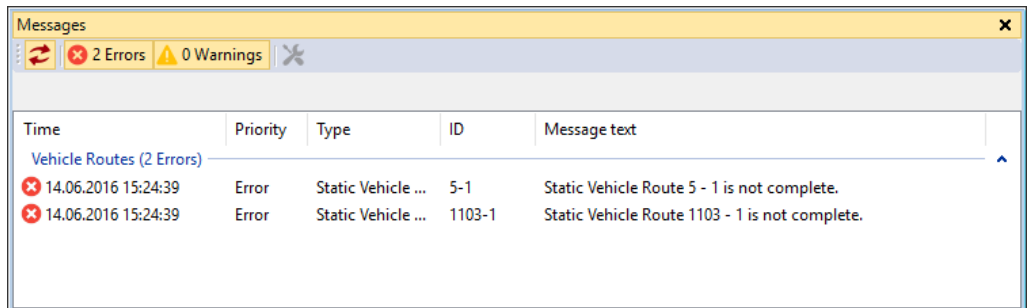 Messages
2 Errors 0 Warnings
Time Priority Type ID Message text
Vehicle Routes (2 Errors)
14.06.2016 15:24:39 Error Static Vehicle ... 5-1 Static Vehicle Route 5 - 1 is not complete.
14.06.2016 15:24:39 Error Static Vehicle ... 1103-1 Static Vehicle Route 1103 - 1 is not complete.